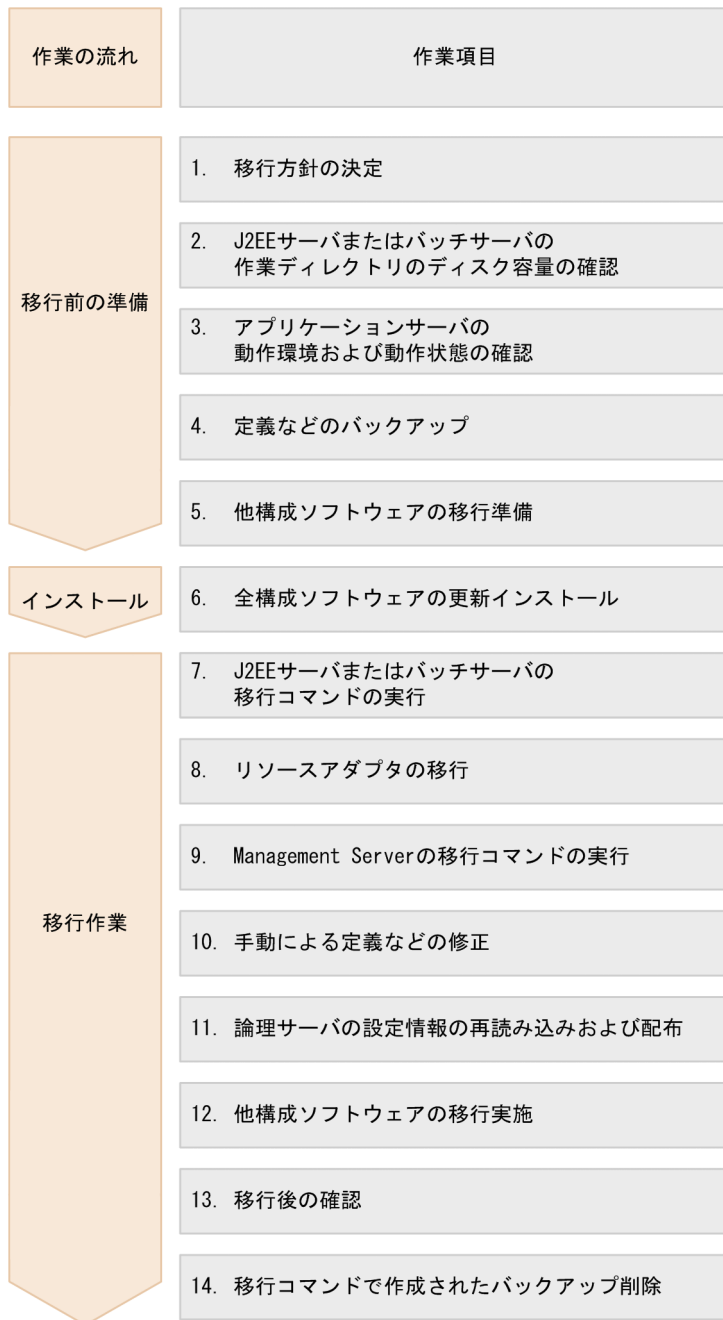 作業の流れ
作業項目
移行前の準備
1. 移行方針の決定
2. J2EEサーバまたはバッチサーバの
作業ディレクトリのディスク容量の確認
3. アプリケーションサーバの
動作環境および動作状態の確認
4. 定義などのバックアップ
5. 他構成ソフトウェアの移行準備
インストール
6. 全構成ソフトウェアの更新インストール
移行作業
7. J2EEサーバまたはバッチサーバの
移行コマンドの実行
8. リソースアダプタの移行
9. Management Serverの移行コマンドの実行
10. 手動による定義などの修正
11. 論理サーバの設定情報の再読み込みおよび配布
12. 他構成ソフトウェアの移行実施
13. 移行後の確認
14. 移行コマンドで作成されたバックアップ削除